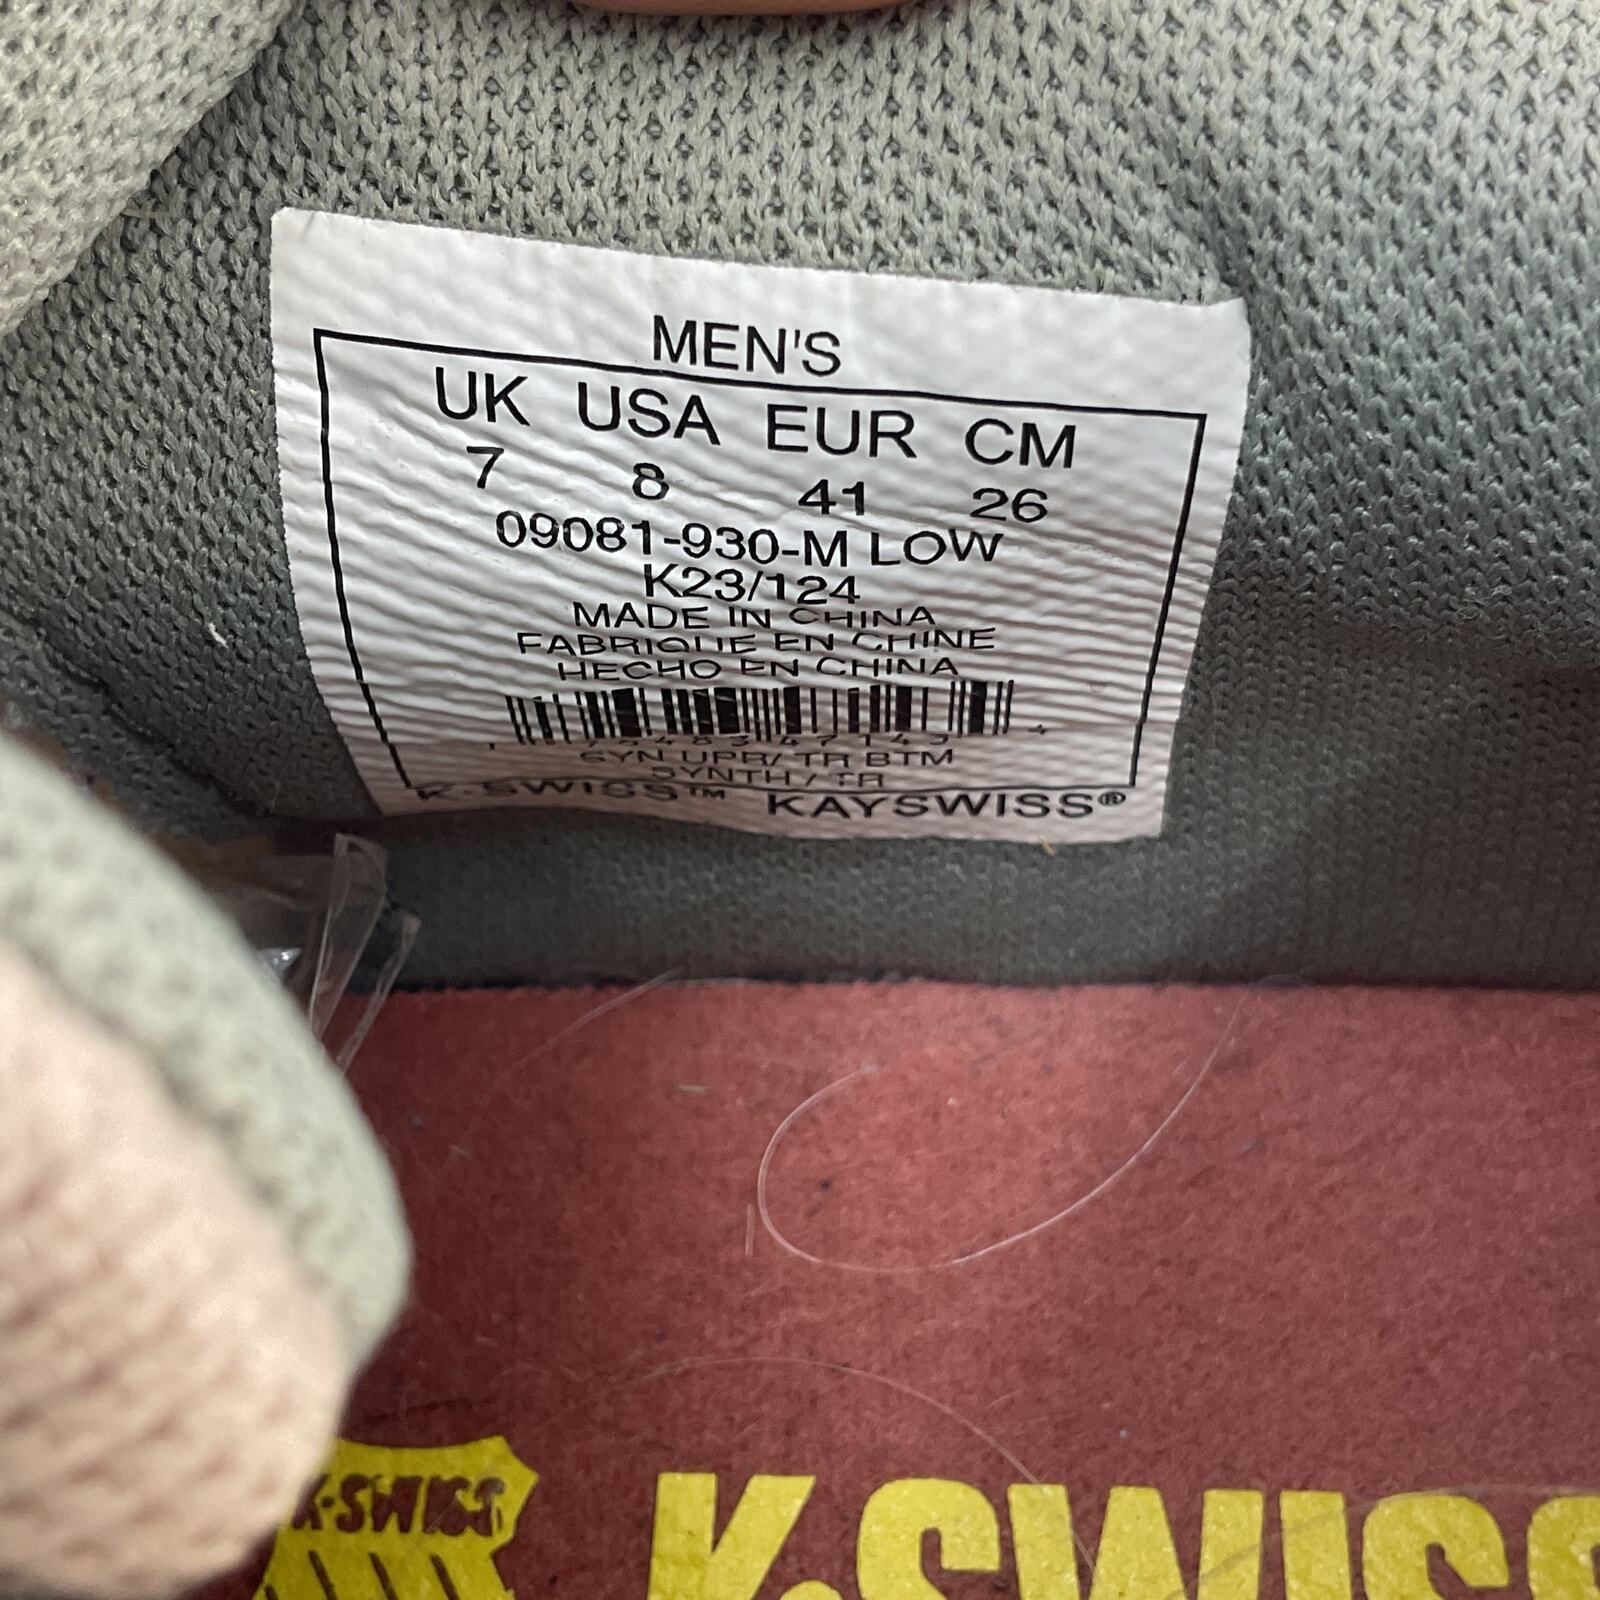 MEN'S
UK USA EUR CM
7 8 41 26
09081-930-M LOW
K23/124
MADE IN CHINA
FABRIQUE EN CHINE
HECHO EN CHINA
SYN UPR/ TR BTM
SYNTH / TR
K-SWISS™ KAYSWISS®
K-SWISS
K·SWISS